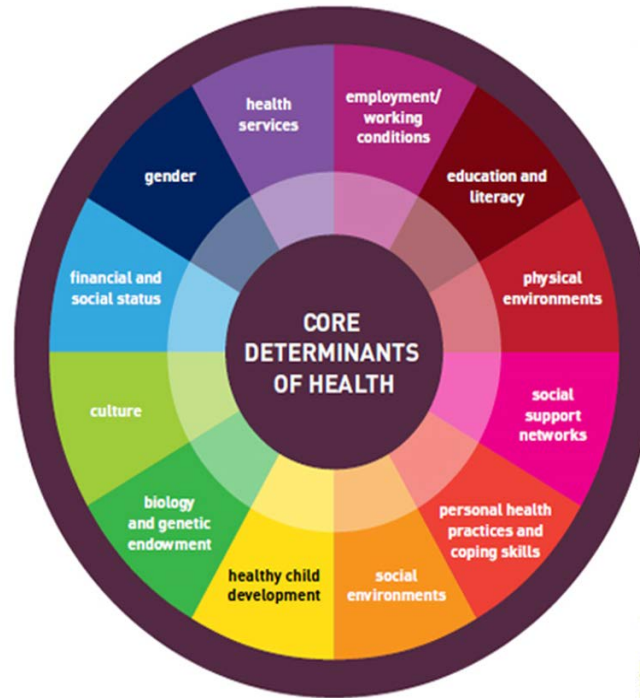 CORE
DETERMINANTS
OF HEALTH
employment/
working
conditions
education and
literacy
physical
environments
social
support
networks
personal health
practices and
coping skills
social
environments
healthy child
development
biology
and genetic
endowment
culture
financial and
social status
gender
health
services